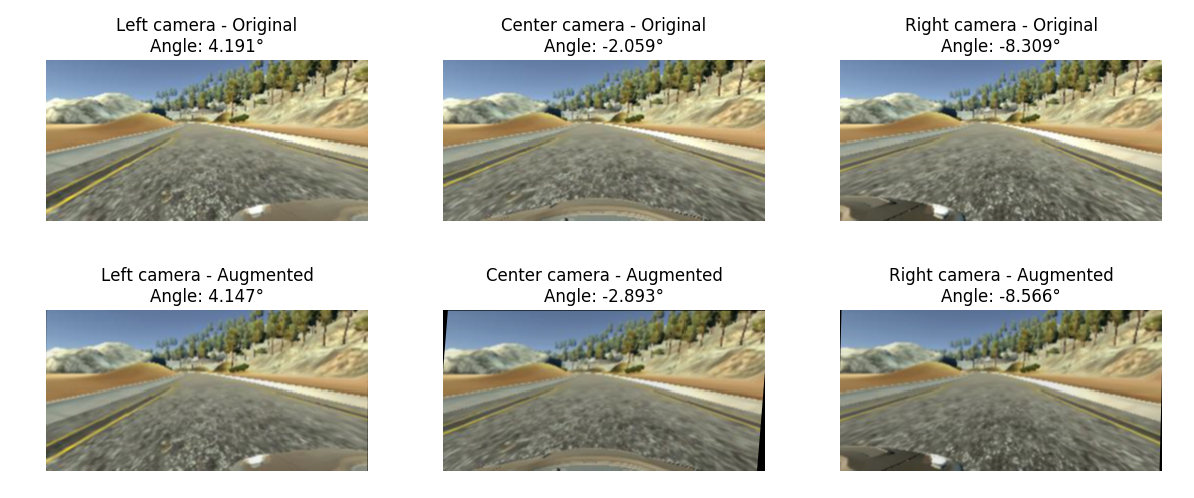 Left camera - Original
Angle: 4.191°
Center camera - Original
Angle: -2.059°
Right camera - Original
Angle: -8.309°
Left camera - Augmented
Angle: 4.147°
Center camera - Augmented
Angle: -2.893°
Right camera - Augmented
Angle: -8.566°